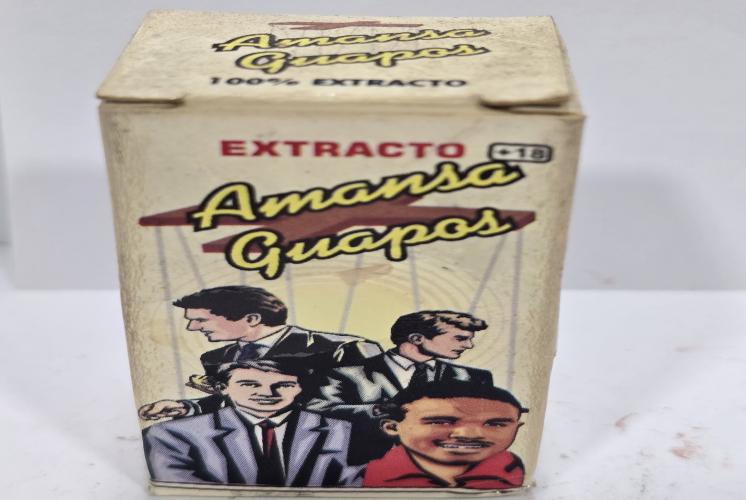 Amansa
Guapos
100% EXTRACTO
EXTRACTO +18
Amansa
Guapos